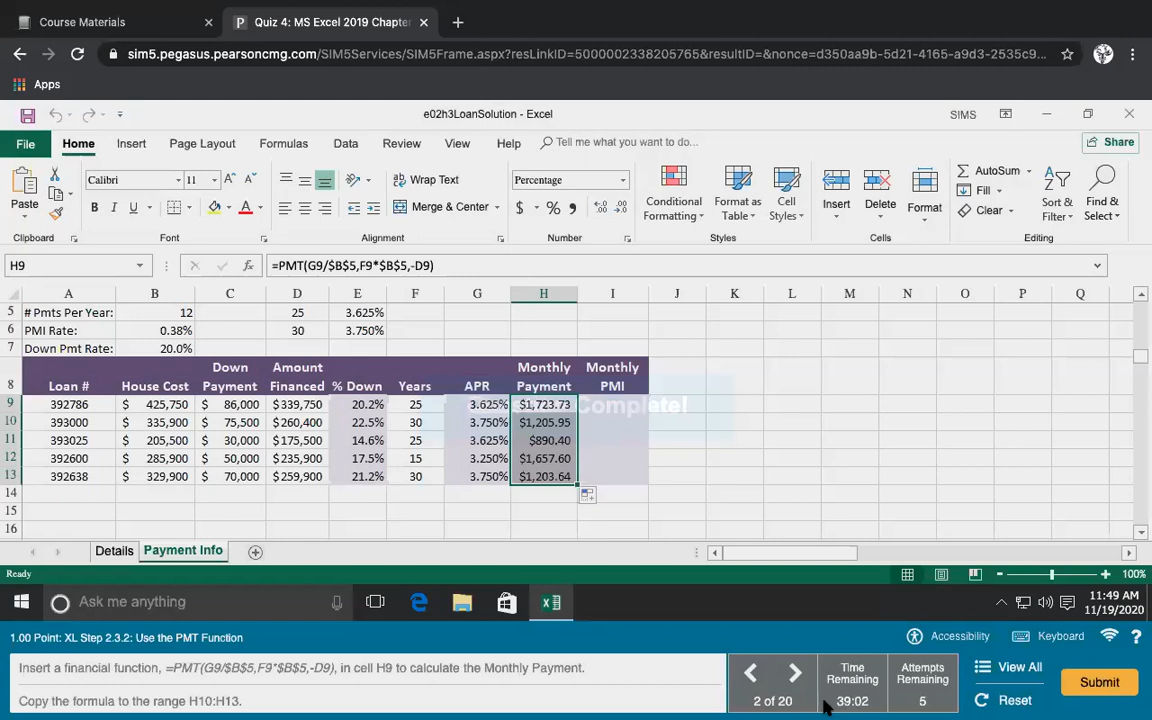 Course Materials × Quiz 4: MS Excel 2019 Chapter ×
sim5.pegasus.pearsoncmg.com/SIM5Services/SIM5Frame.aspx?resLinkID=5000002338205765&resultID=&nonce=d350aa9b-5d21-4165-a9d3-2535c9...
Apps
e02h3LoanSolution - Excel SIMS
File Home Insert Page Layout Formulas Data Review View Help Tell me what you want to do... Share
Paste Calibri 11 A A Wrap Text Percentage Conditional Formatting Format as Table Cell Styles Insert Delete Format AutoSum Fill Clear Sort & Filter Find & Select
B I U A Merge & Center $ % , .00 .0
Clipboard Font Alignment Number Styles Cells Editing
H9 fx =PMT(G9/$B$5,F9*$B$5,-D9)
A B C D E F G H I J K L M N O P Q
5 # Pmts Per Year: 12 25 3.625%
6 PMI Rate: 0.38% 30 3.750%
7 Down Pmt Rate: 20.0%
Down Amount Monthly Monthly
8 Loan # House Cost Payment Financed % Down Years APR Payment PMI
9 392786 $ 425,750 $ 86,000 $339,750 20.2% 25 3.625% $1,723.73
10 393000 $ 335,900 $ 75,500 $260,400 22.5% 30 3.750% $1,205.95
11 393025 $ 205,500 $ 30,000 $175,500 14.6% 25 3.625% $890.40
12 392600 $ 285,900 $ 50,000 $235,900 17.5% 15 3.250% $1,657.60
13 392638 $ 329,900 $ 70,000 $259,900 21.2% 30 3.750% $1,203.64
Complete!
14
15
16
Details Payment Info
Ready 100%
Ask me anything 11:49 AM
11/19/2020
1.00 Point: XL Step 2.3.2: Use the PMT Function Accessibility Keyboard ?
Insert a financial function, =PMT(G9/$B$5,F9*$B$5,-D9), in cell H9 to calculate the Monthly Payment.
Copy the formula to the range H10:H13.
2 of 20
Time Remaining
39:02
Attempts Remaining
5
View All
Reset
Submit